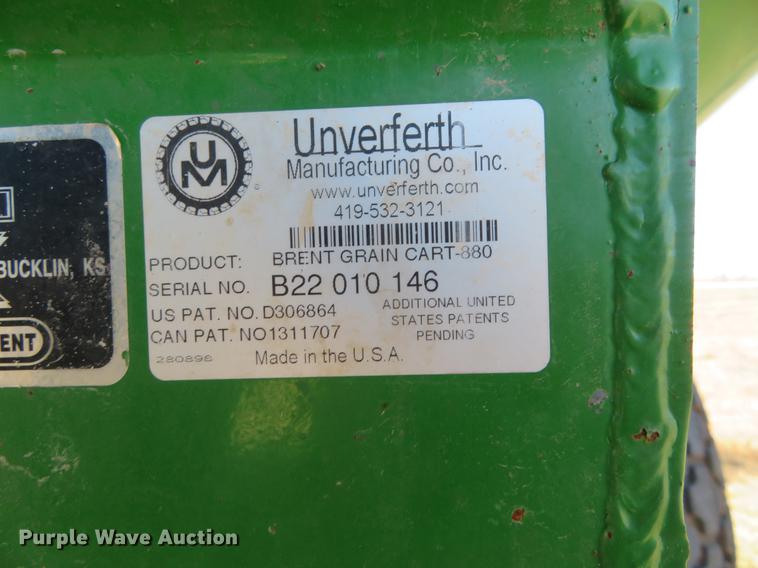 UM
Unverferth
Manufacturing Co., Inc.
www.unverferth.com
419-532-3121
PRODUCT: BRENT GRAIN CART-880
SERIAL NO. B22 010 146
US PAT. NO. D306864
CAN PAT. NO1311707
ADDITIONAL UNITED
STATES PATENTS
PENDING
280896
Made in the U.S.A.
BUCKLIN, KS
Purple Wave Auction